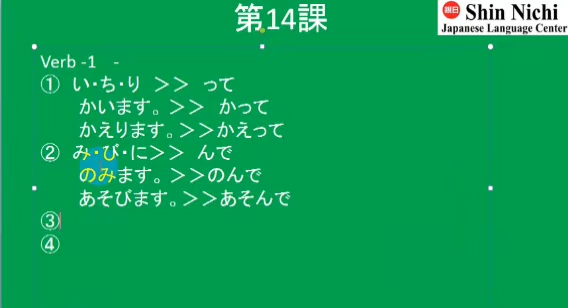 第14課
親日 Shin Nichi
Japanese Language Center
Verb -1 -
① い・ち・り >> って
かいます。>> かって
かえります。>>かえって
② み・び・に>> んで
のみます。>>のんで
あそびます。>>あそんで
③
④